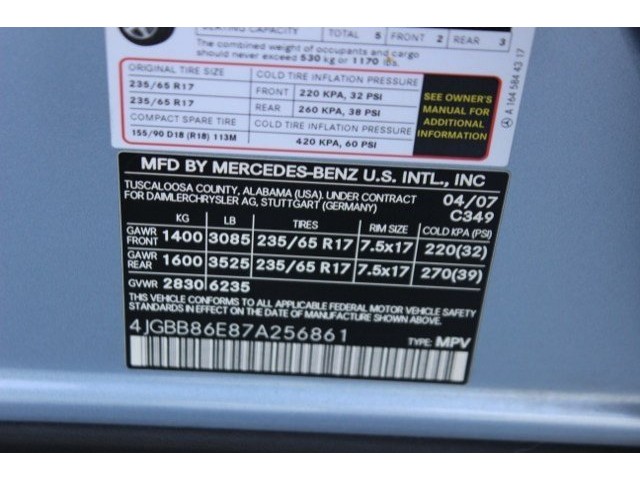 SEATING CAPACITY TOTAL 5 FRONT 2 REAR 3
The combined weight of occupants and cargo
should never exceed 530 kg or 1170 lbs.
ORIGINAL TIRE SIZE COLD TIRE INFLATION PRESSURE
235/65 R17 FRONT 220 KPA, 32 PSI
235/65 R17 REAR 260 KPA, 38 PSI
COMPACT SPARE TIRE COLD TIRE INFLATION PRESSURE
155/90 D18 (R18) 113M 420 KPA, 60 PSI
SEE OWNER'S
MANUAL FOR
ADDITIONAL
INFORMATION
A 164 584 43 17
MFD BY MERCEDES-BENZ U.S. INTL., INC
TUSCALOOSA COUNTY, ALABAMA (USA). UNDER CONTRACT
FOR DAIMLERCHRYSLER AG, STUTTGART (GERMANY)
04/07
C349
KG LB TIRES RIM SIZE COLD KPA (PSI)
GAWR FRONT 1400 3085 235/65 R17 7.5x17 220(32)
GAWR REAR 1600 3525 235/65 R17 7.5x17 270(39)
GVWR 2830 6235
THIS VEHICLE CONFORMS TO ALL APPLICABLE FEDERAL MOTOR VEHICLE SAFETY
STANDARDS IN EFFECT ON THE DATE OF MANUFACTURE SHOWN ABOVE.
4JGBB86E87A256861 TYPE: MPV